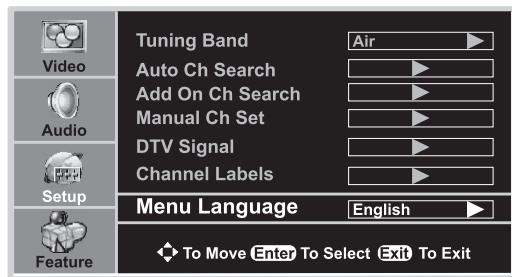 Video
Audio
Setup
Feature
Tuning Band Air
Auto Ch Search
Add On Ch Search
Manual Ch Set
DTV Signal
Channel Labels
Menu Language English
To Move Enter To Select Exit To Exit